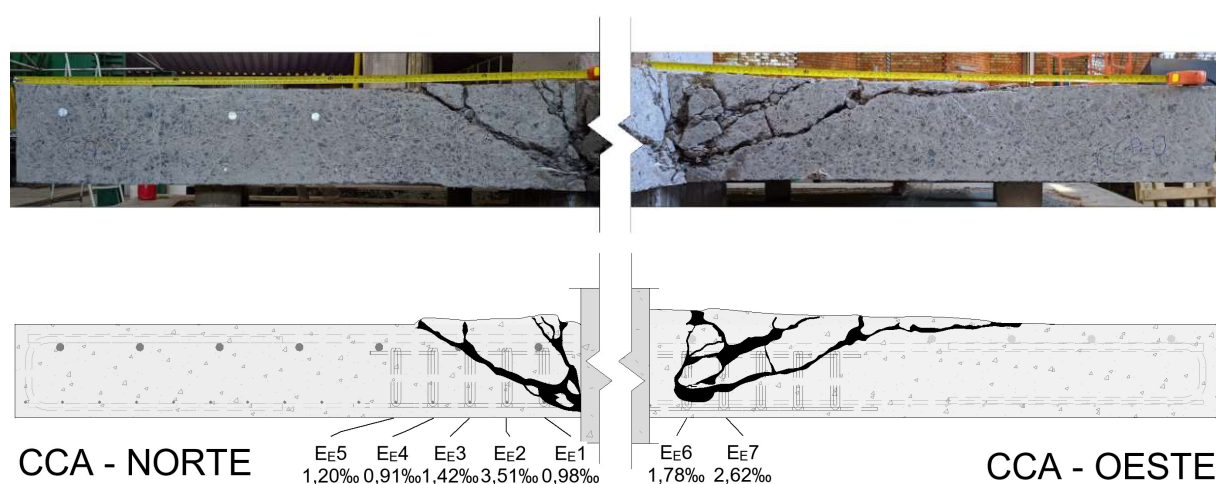 CCA - NORTE
EE5 EE4 EE3 EE2 EE1
1,20‰ 0,91‰ 1,42‰ 3,51‰ 0,98‰
EE6 EE7
1,78‰ 2,62‰
CCA - OESTE